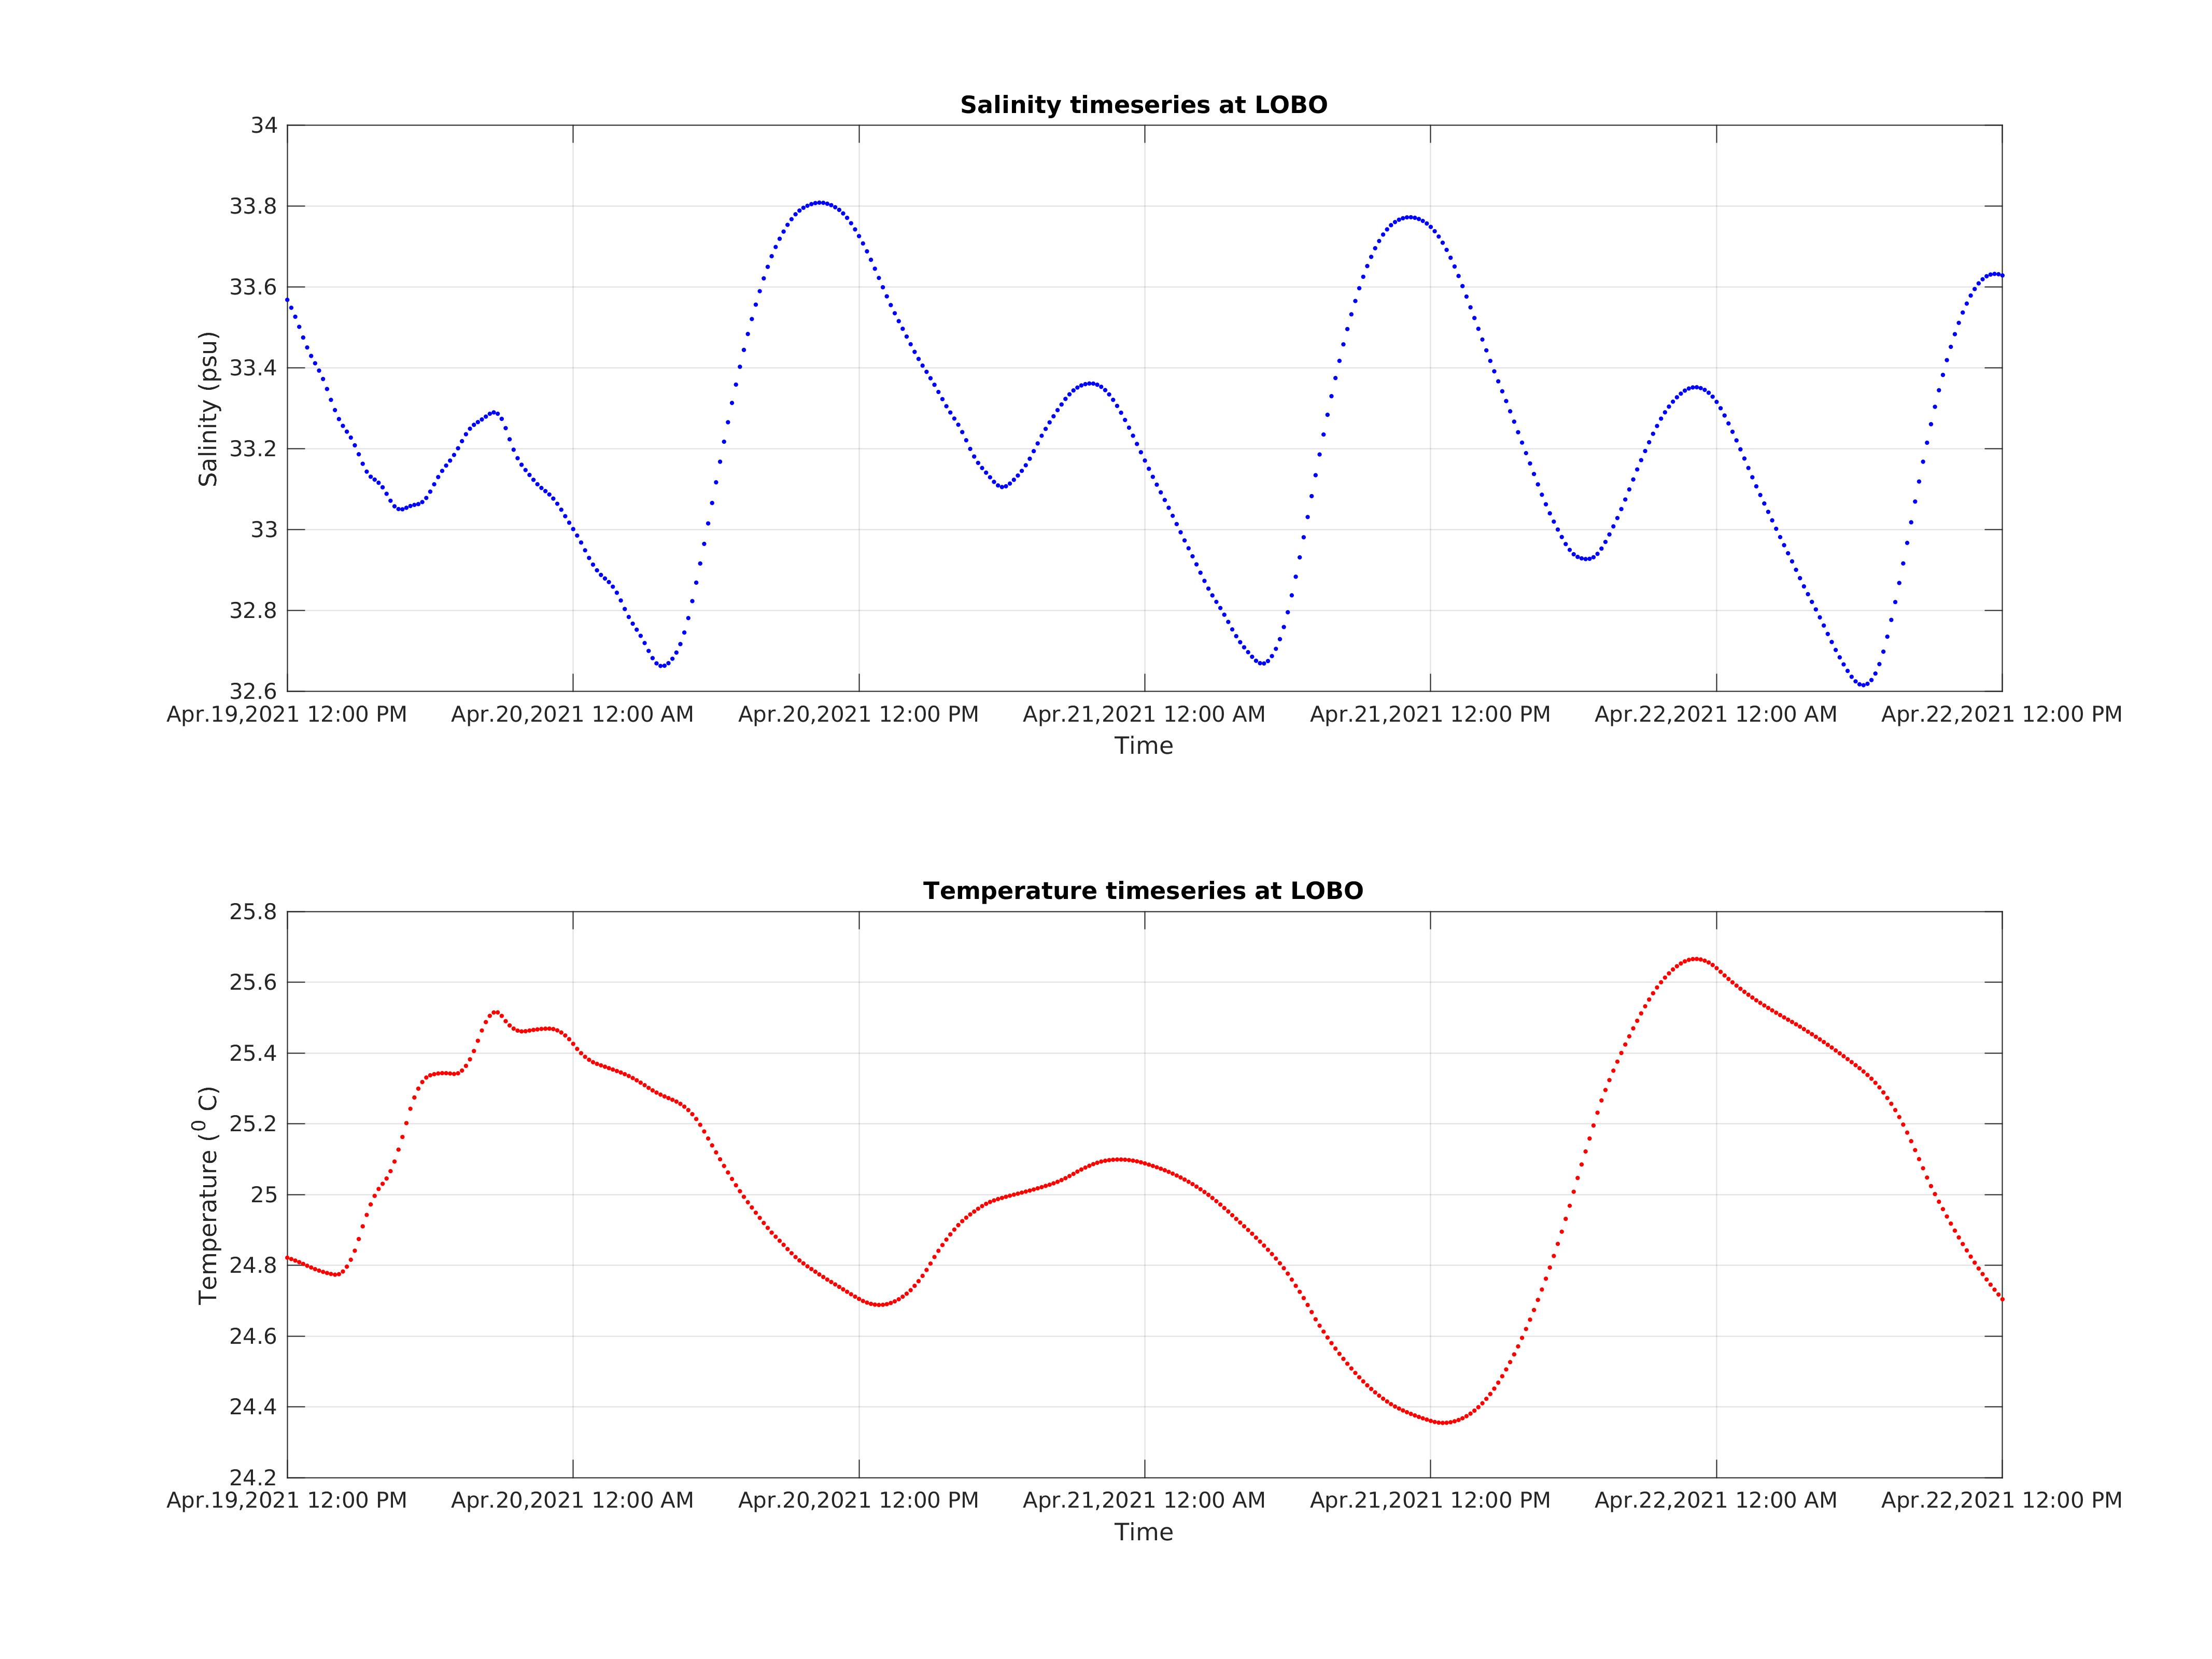 Salinity timeseries at LOBO
34
33.8
33.6
33.4
33.2
33
32.8
32.6
Salinity (psu)
Apr.19,2021 12:00 PM Apr.20,2021 12:00 AM Apr.20,2021 12:00 PM Apr.21,2021 12:00 AM Apr.21,2021 12:00 PM Apr.22,2021 12:00 AM Apr.22,2021 12:00 PM
Time
Temperature timeseries at LOBO
25.8
25.6
25.4
25.2
25
24.8
24.6
24.4
24.2
Temperature (⁰ C)
Apr.19,2021 12:00 PM Apr.20,2021 12:00 AM Apr.20,2021 12:00 PM Apr.21,2021 12:00 AM Apr.21,2021 12:00 PM Apr.22,2021 12:00 AM Apr.22,2021 12:00 PM
Time